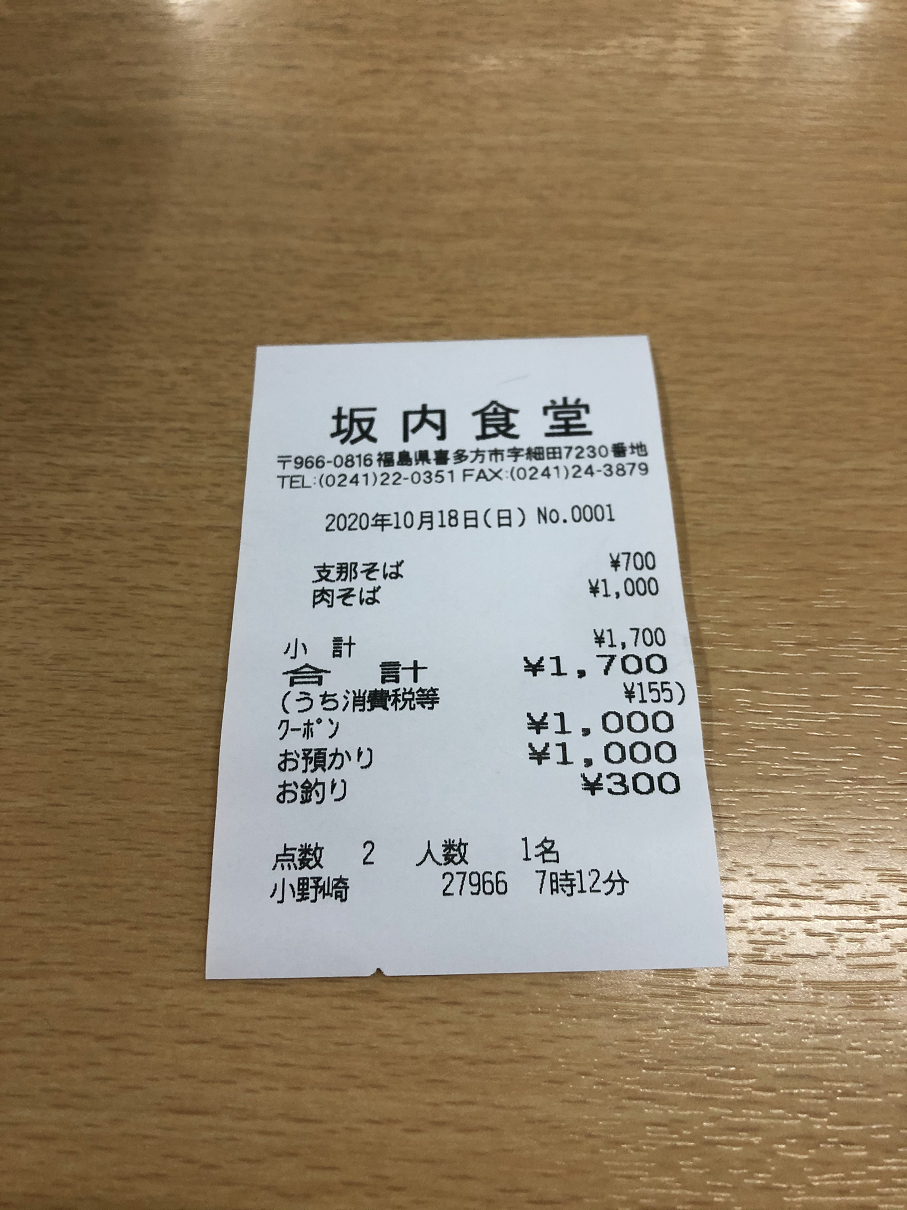 坂内食堂
〒966-0816 福島県喜多方市字細田7230番地
TEL:(0241)22-0351 FAX:(0241)24-3879
2020年10月18日(日) No.0001
支那そば ¥700
肉そば ¥1,000
小 計 ¥1,700
合 計 ¥1,700
(うち消費税等 ¥155)
クーポン ¥1,000
お預かり ¥1,000
お釣り ¥300
点数 2 人数 1名
小野崎 27966 7時12分